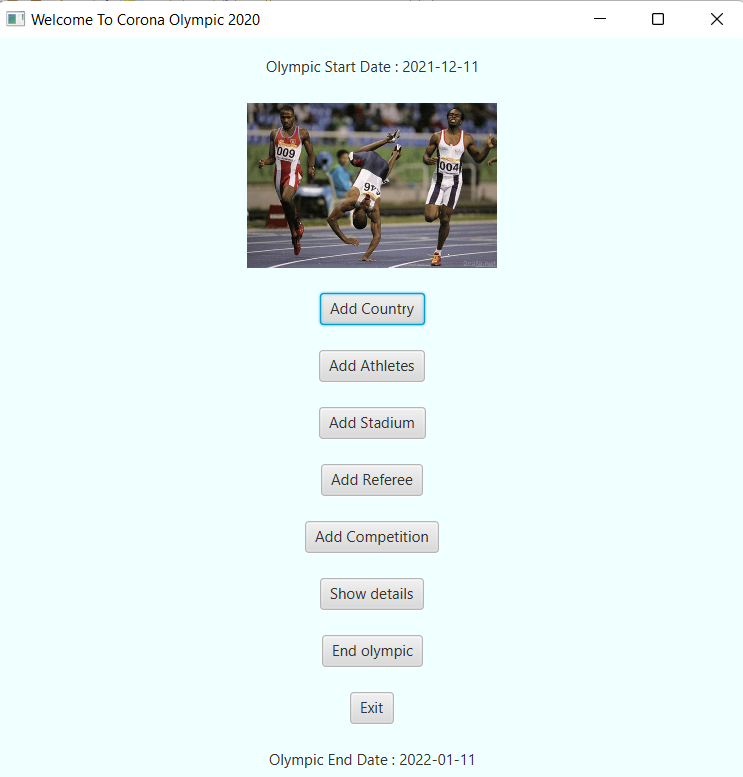 Welcome To Corona Olympic 2020
Olympic Start Date : 2021-12-11
009
046
004
Add Country
Add Athletes
Add Stadium
Add Referee
Add Competition
Show details
End olympic
Exit
Olympic End Date : 2022-01-11